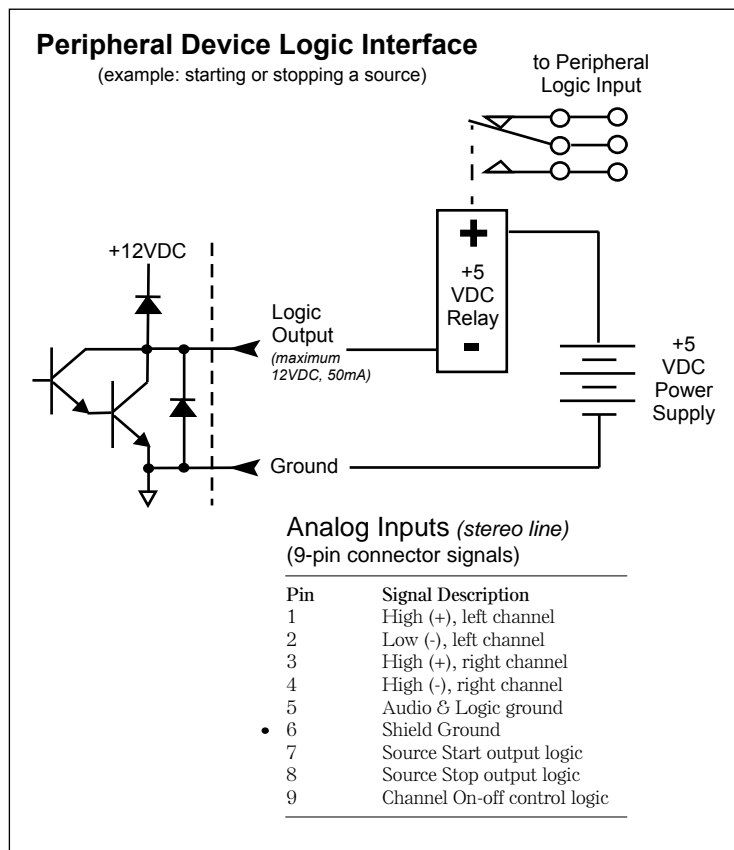 Peripheral Device Logic Interface
(example: starting or stopping a source)
to Peripheral
Logic Input
+12VDC
Logic
Output
(maximum
12VDC, 50mA)
+
+5
VDC
Relay
-
+5
VDC
Power
Supply
Ground
Analog Inputs (stereo line)
(9-pin connector signals)
Pin Signal Description
1 High (+), left channel
2 Low (-), left channel
3 High (+), right channel
4 High (-), right channel
5 Audio & Logic ground
• 6 Shield Ground
7 Source Start output logic
8 Source Stop output logic
9 Channel On-off control logic